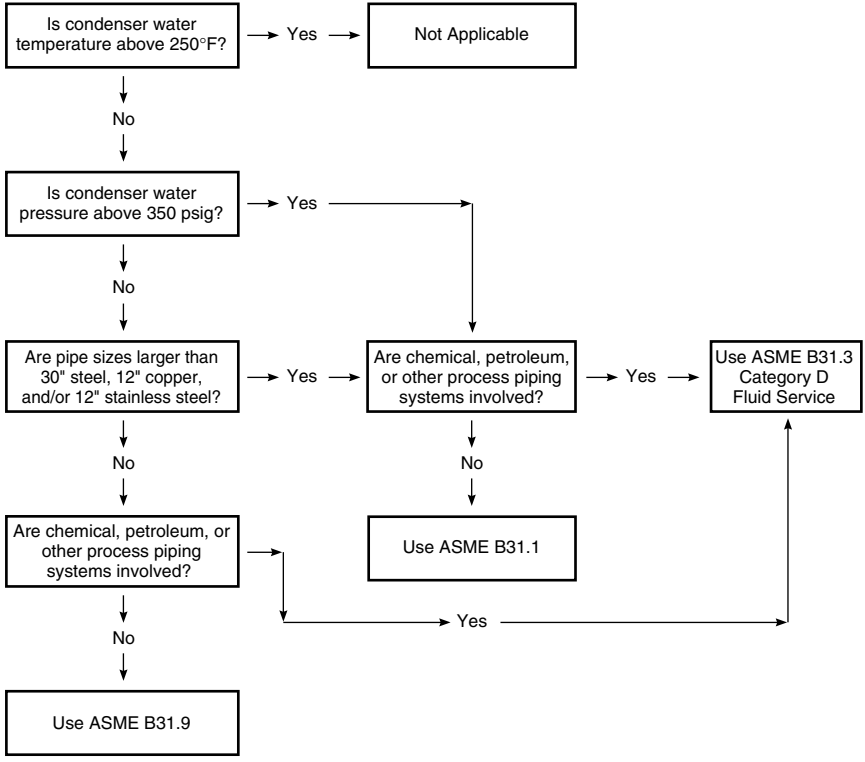 Is condenser water
temperature above 250°F?
Yes
Not Applicable
No
Is condenser water
pressure above 350 psig?
Yes
No
Are pipe sizes larger than
30" steel, 12" copper,
and/or 12" stainless steel?
Yes
Are chemical, petroleum,
or other process piping
systems involved?
Yes
Use ASME B31.3
Category D
Fluid Service
No
No
Are chemical, petroleum, or
other process piping
systems involved?
Use ASME B31.1
Yes
No
Use ASME B31.9